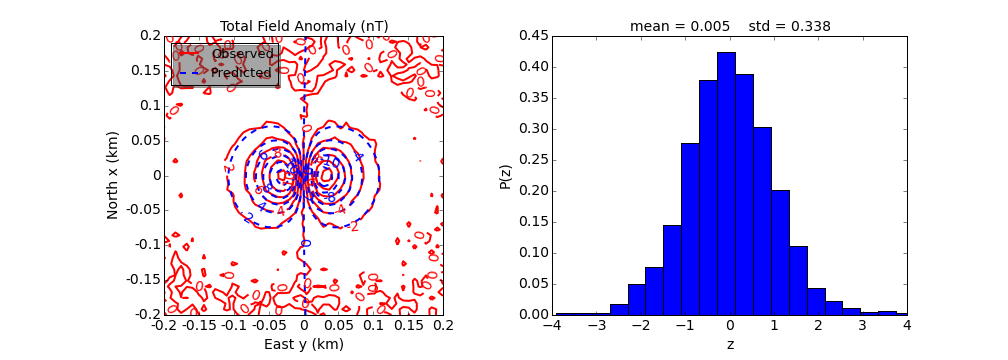 Total Field Anomaly (nT)
Observed
Predicted
0.2
0.15
0.1
0.05
0
-0.05
-0.1
-0.15
-0.2
-0.2 -0.15 -0.1 -0.05 0 0.05 0.1 0.15 0.2
North x (km)
East y (km)
mean = 0.005 std = 0.338
0.45
0.40
0.35
0.30
0.25
0.20
0.15
0.10
0.05
0.00
−4 −3 −2 −1 0 1 2 3 4
P(z)
z